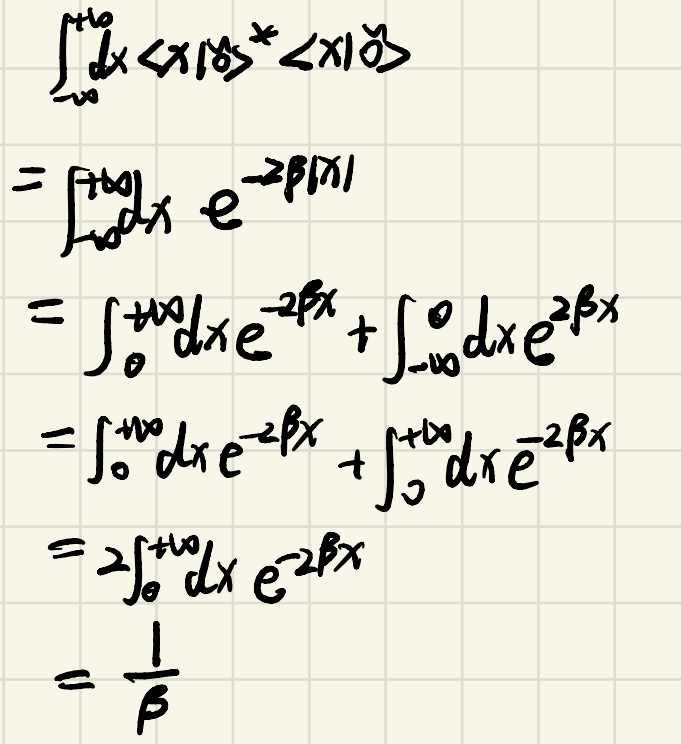 ∫_{-∞}^{+∞} dx <x|ŏ>* <x|ŏ>
= ∫_{-∞}^{+∞} dx e^{-2β|x|}
= ∫_{0}^{+∞} dx e^{-2βx} + ∫_{-∞}^{0} dx e^{2βx}
= ∫_{0}^{+∞} dx e^{-2βx} + ∫_{0}^{+∞} dx e^{-2βx}
= 2∫_{0}^{+∞} dx e^{-2βx}
= 1/β